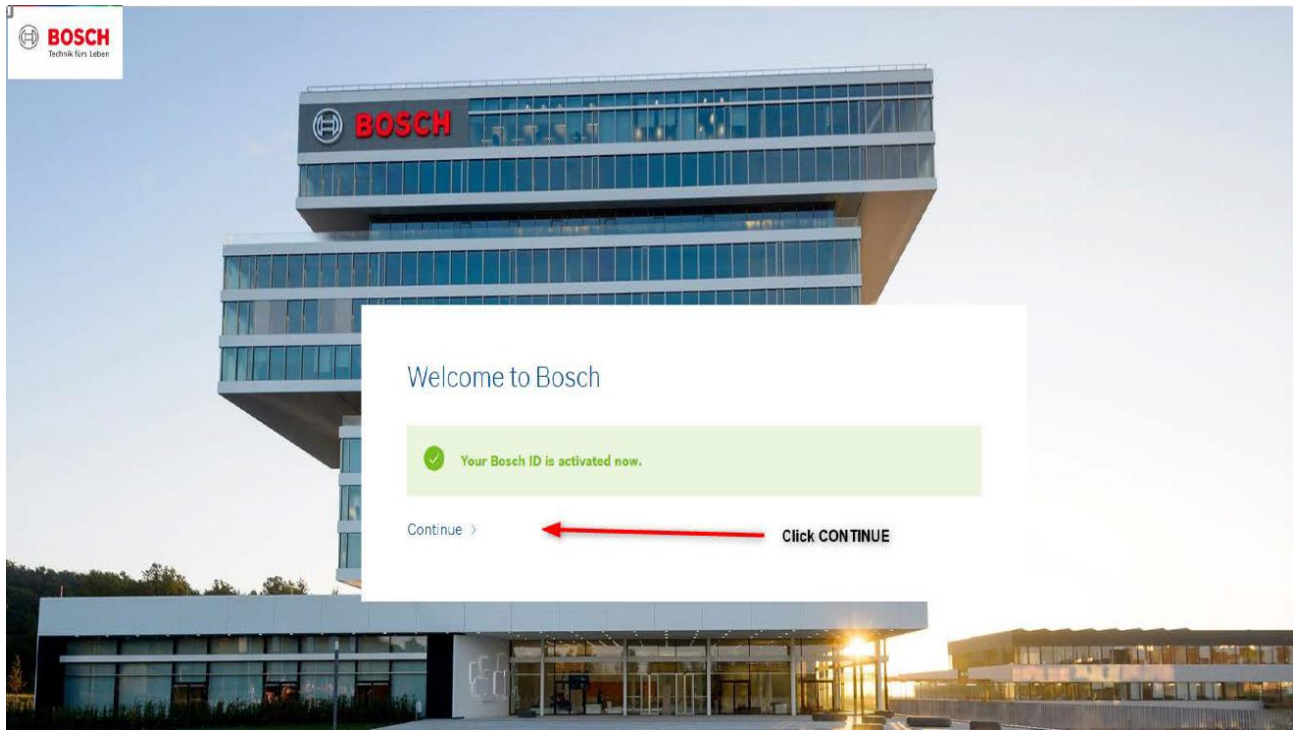 BOSCH
Technik fürs Leben
BOSCH
Welcome to Bosch
Your Bosch ID is activated now.
Continue >
Click CONTINUE